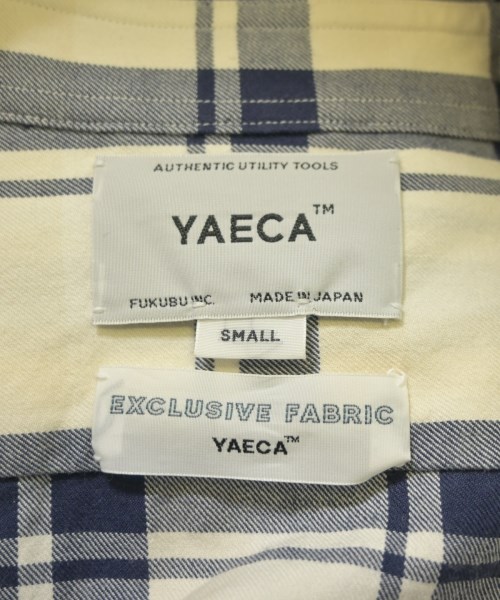 AUTHENTIC UTILITY TOOLS
YAECA™
FUKUBU INC. MADE IN JAPAN
SMALL
EXCLUSIVE FABRIC
YAECA™